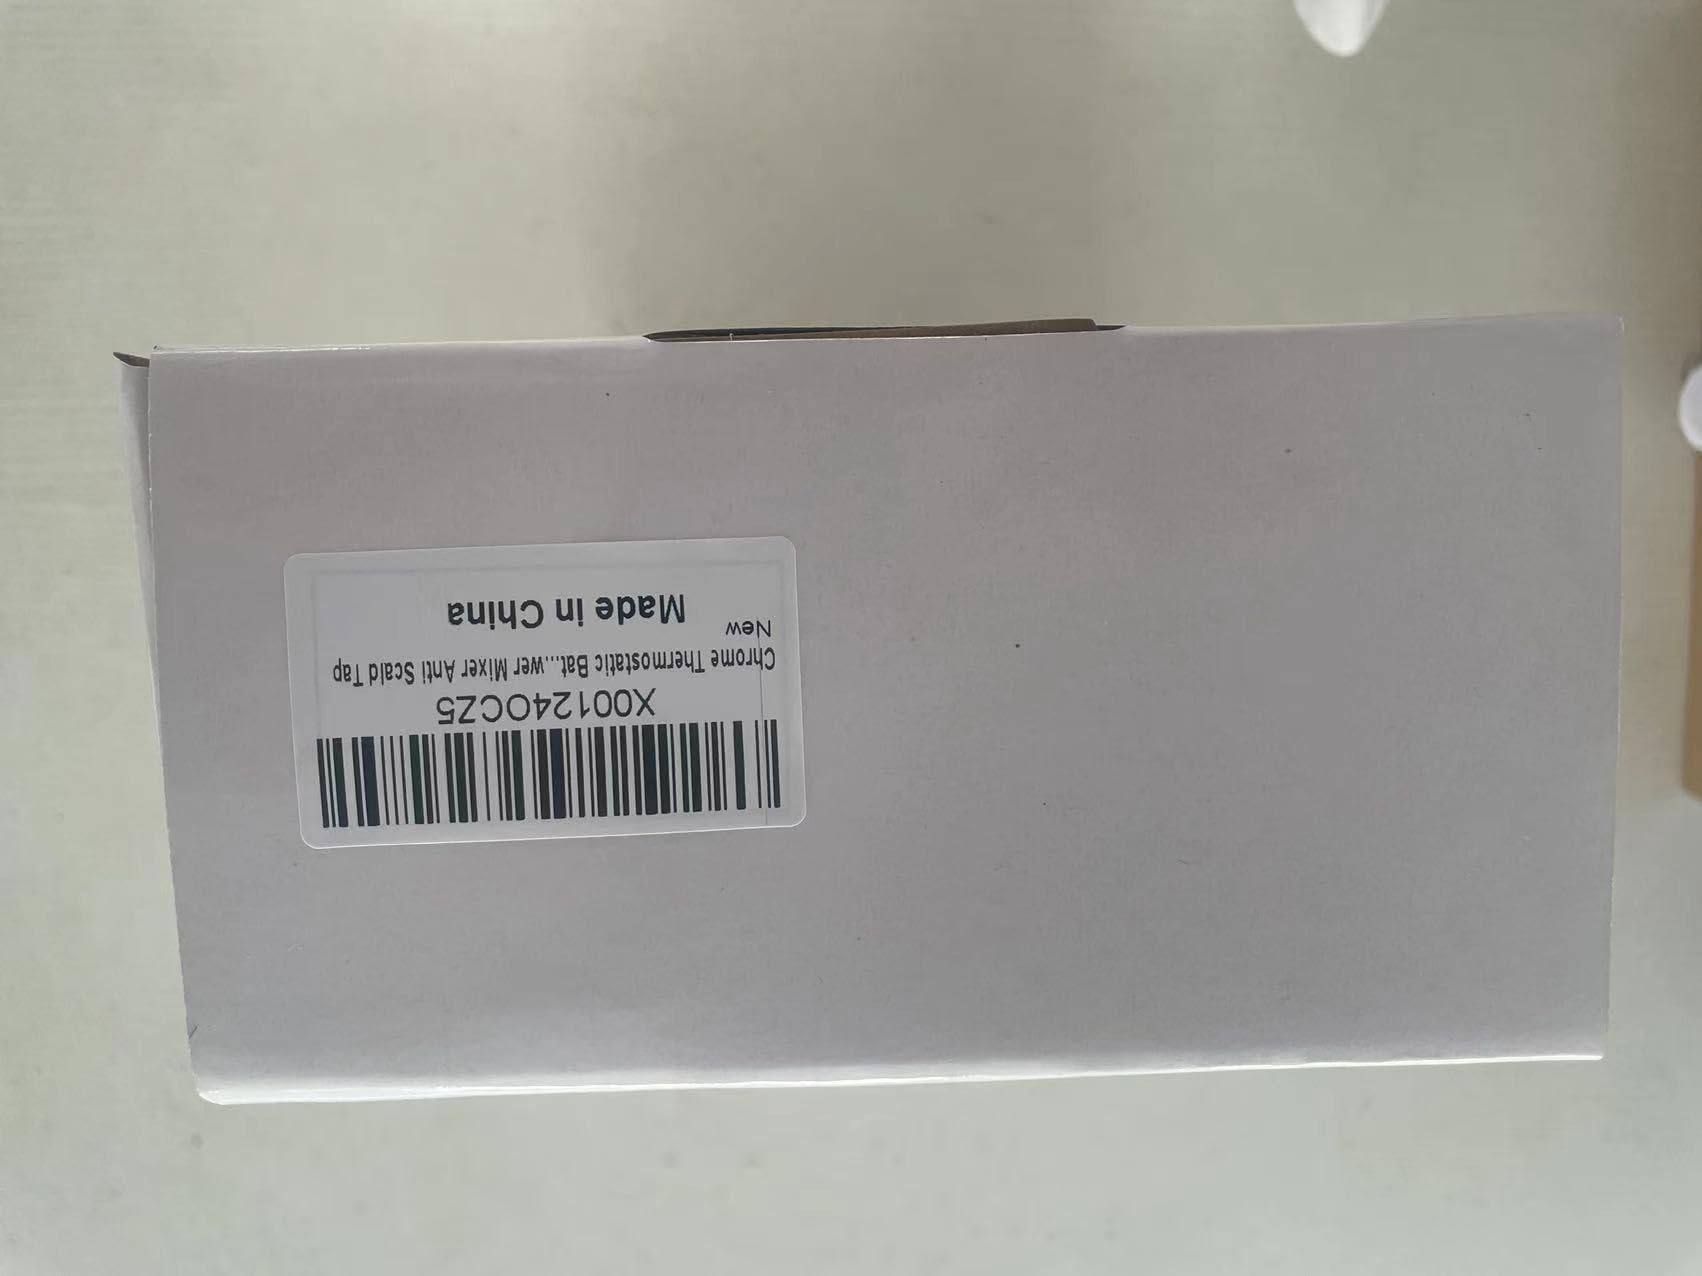 X00124OCZ5
Chrome Thermostatic Bat...wer Mixer Anti Scald Tap
New
Made in China